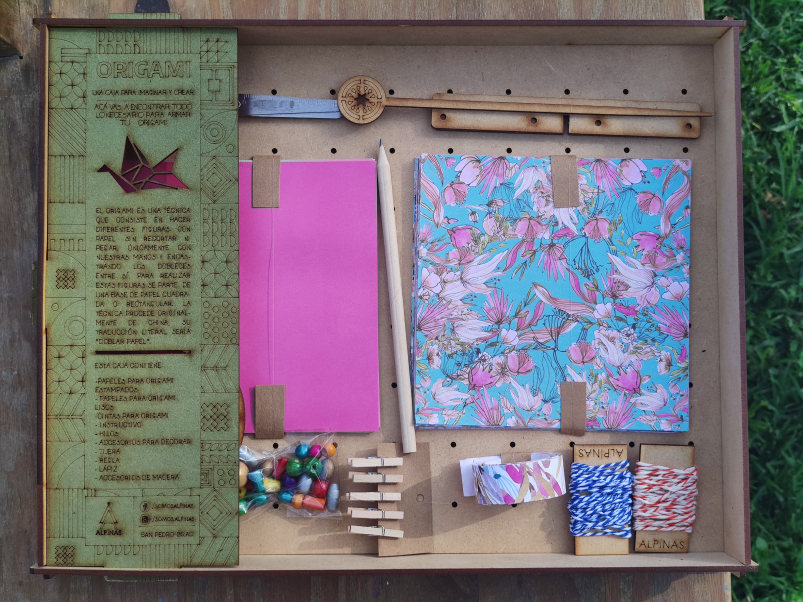 ORIGAMI
UNA CAJA PARA IMAGINAR Y CREAR
ACÁ VAS A ENCONTRAR TODO
LO NECESARIO PARA ARMAR
TU ORIGAMI
EL ORIGAMI ES UNA TÉCNICA
QUE CONSISTE EN HACER
DIFERENTES FIGURAS CON
PAPEL SIN RECORTAR NI
PEGAR, ÚNICAMENTE CON
NUESTRAS MANOS Y ENCAS-
TRANDO LOS DOBLECES
ENTRE SÍ. PARA REALIZAR
ESTAS FIGURAS SE PARTE DE
UNA BASE DE PAPEL CUADRA-
DA O RECTANGULAR. LA
TÉCNICA PROCEDE ORIGINAL-
MENTE DE CHINA SU
TRADUCCIÓN LITERAL SERÍA
"DOBLAR PAPEL".
ESTA CAJA CONTIENE:
-PAPELES PARA ORIGAMI
ESTAMPADOS
- PAPELES PARA ORIGAMI
LISOS
-CINTAS PARA ORIGAMI
- INSTRUCTIVO
- HILOS
- ACCESORIOS PARA DECORAR
- TIJERA
- REGLA
- LÁPIZ
- ACCESORIOS DE MADERA
/SOMOSALPINAS
/SOMOSALPINAS
ALPINAS
SAN PEDRO - BS.AS.
ALPINAS
ALPINAS